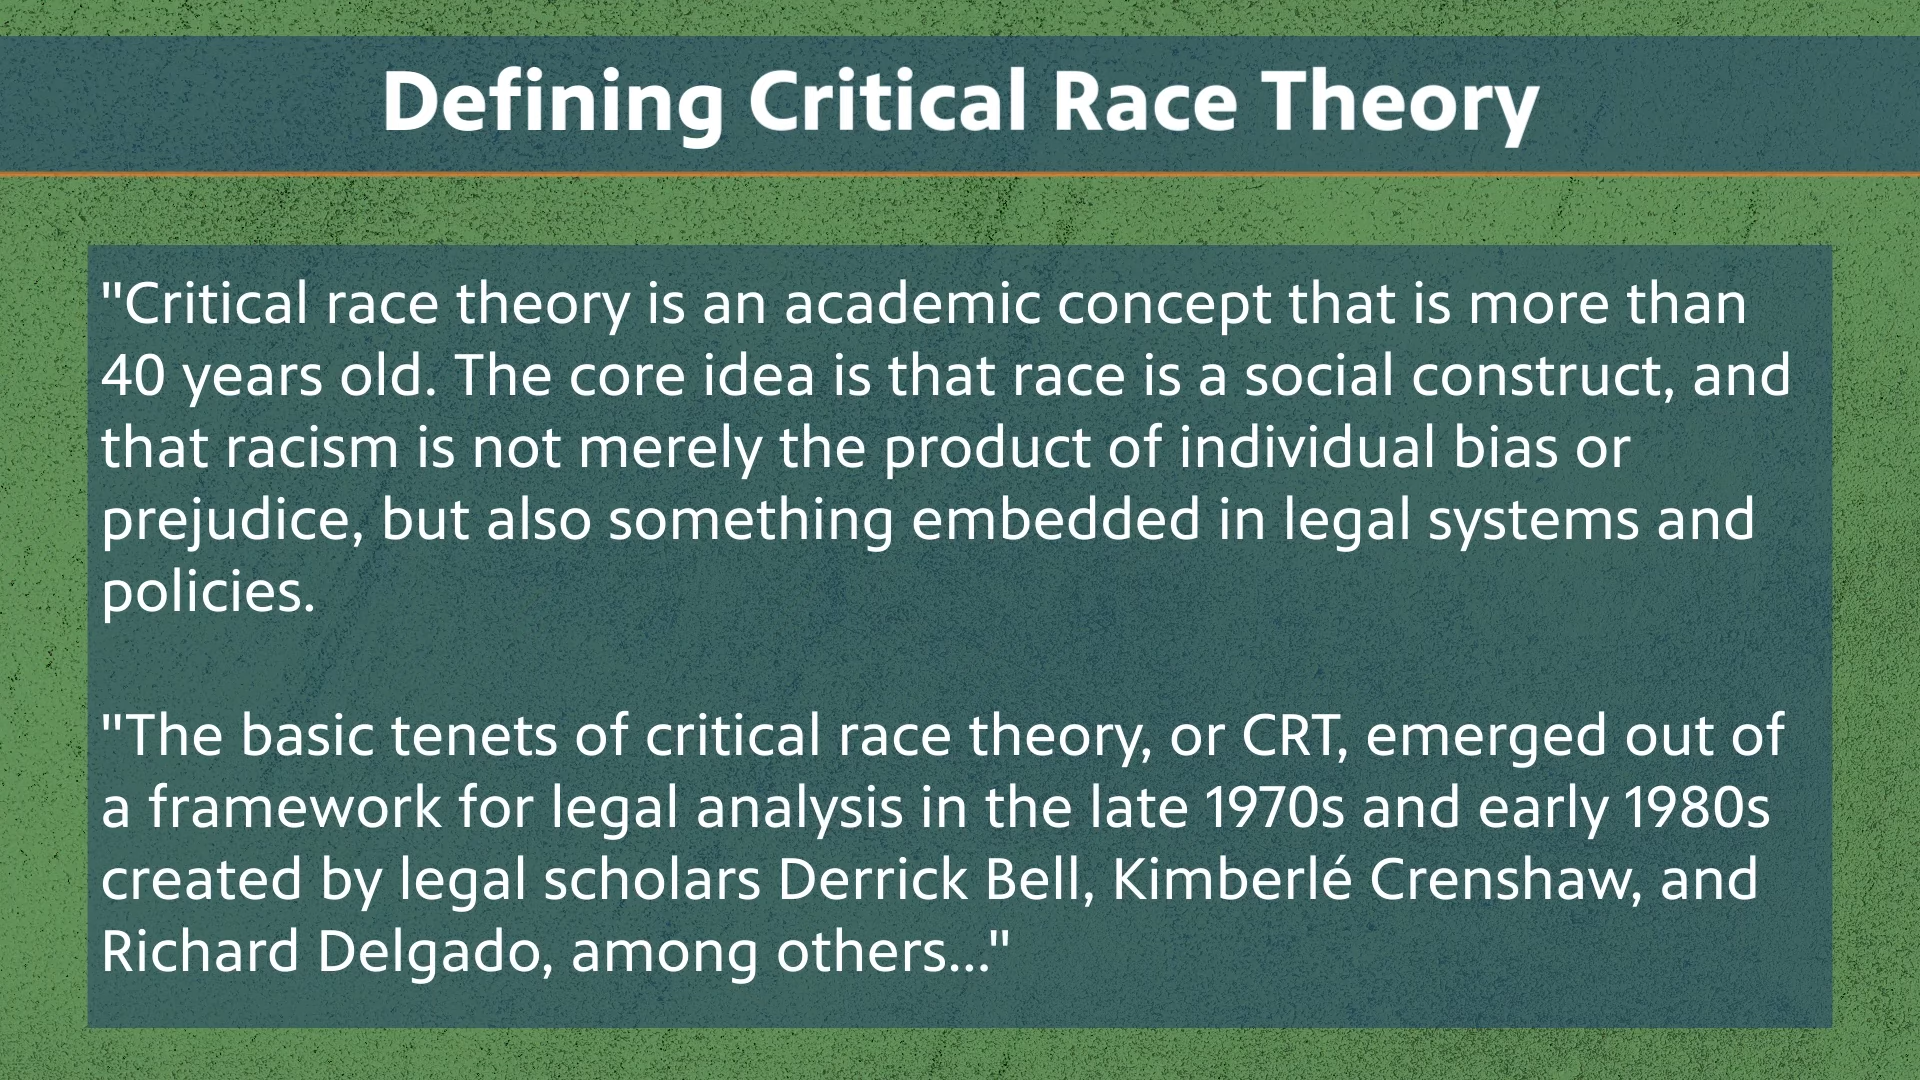 Defining Critical Race Theory
"Critical race theory is an academic concept that is more than
40 years old. The core idea is that race is a social construct, and
that racism is not merely the product of individual bias or
prejudice, but also something embedded in legal systems and
policies.
"The basic tenets of critical race theory, or CRT, emerged out of
a framework for legal analysis in the late 1970s and early 1980s
created by legal scholars Derrick Bell, Kimberlé Crenshaw, and
Richard Delgado, among others..."